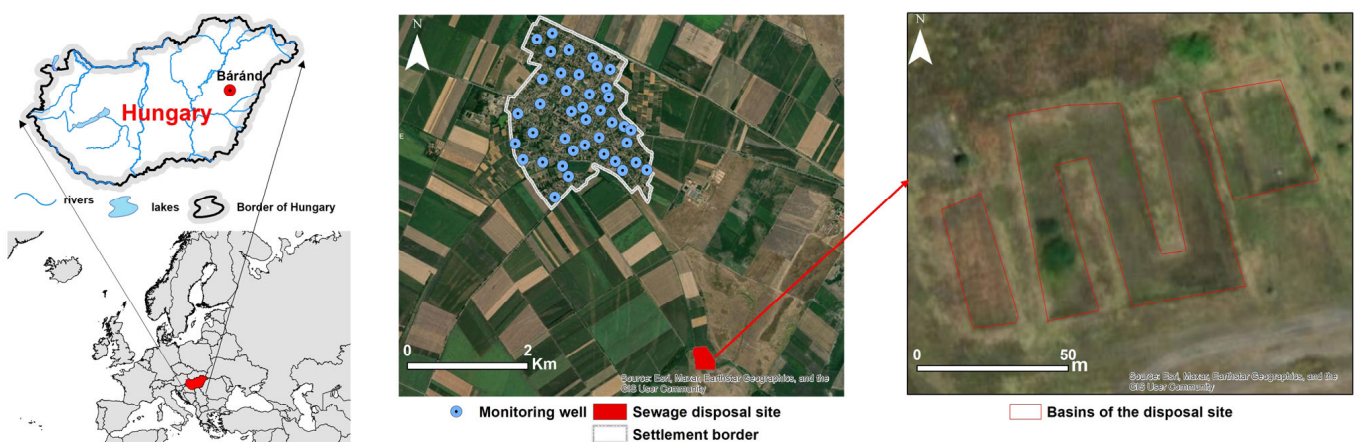 Báránd
Hungary
rivers
lakes
Border of Hungary
N
E
0
2
Km
Source: Esri, Maxar, Earthstar Geographics, and the
GIS User Community
Monitoring well
Sewage disposal site
Settlement border
N
0
50
m
Source: Esri, Maxar, Earthstar Geographics, and the
GIS User Community
Basins of the disposal site